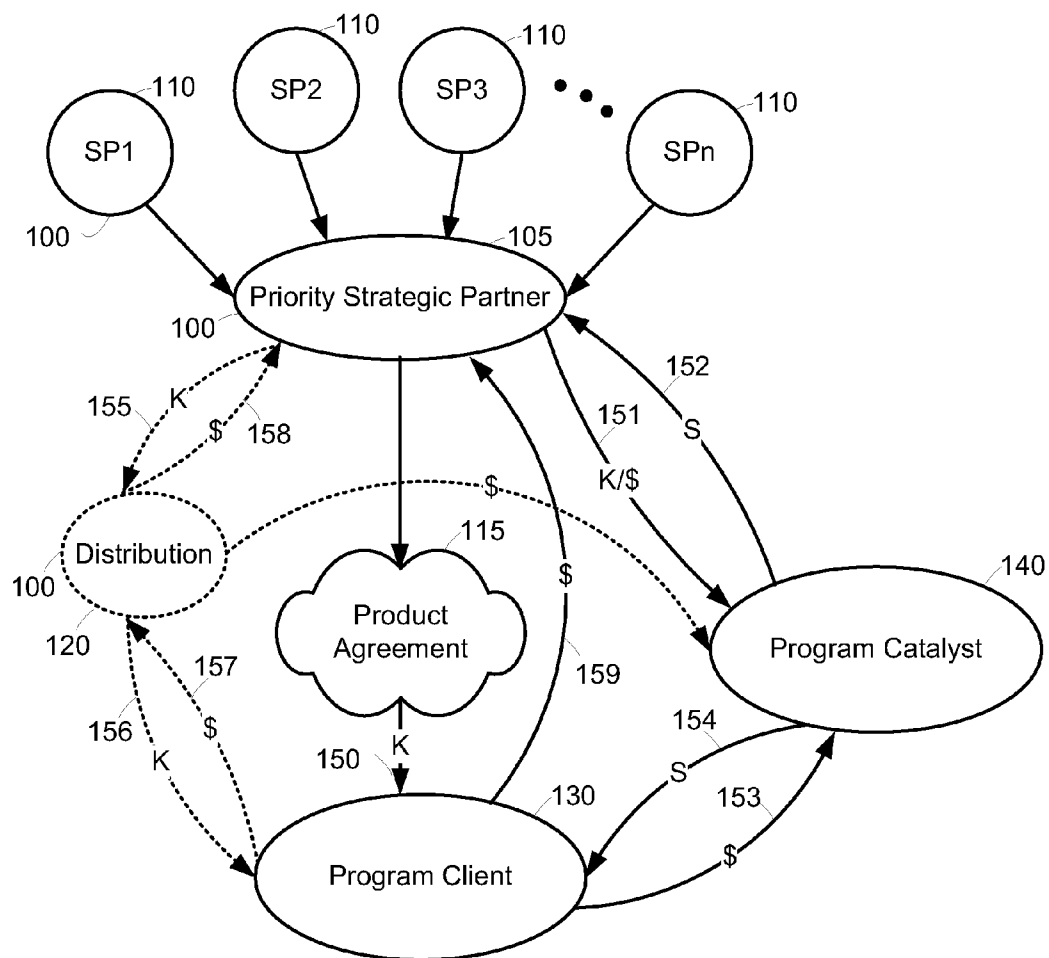 110
110
110
110
SP1
SP2
SP3
SPn
100
105
Priority Strategic Partner
100
152
155
K
$
158
151
S
K/$
$
Distribution
100
120
115
Product
Agreement
$
140
Program Catalyst
157
156
$
K
159
154
K
150
S
130
153
$
Program Client